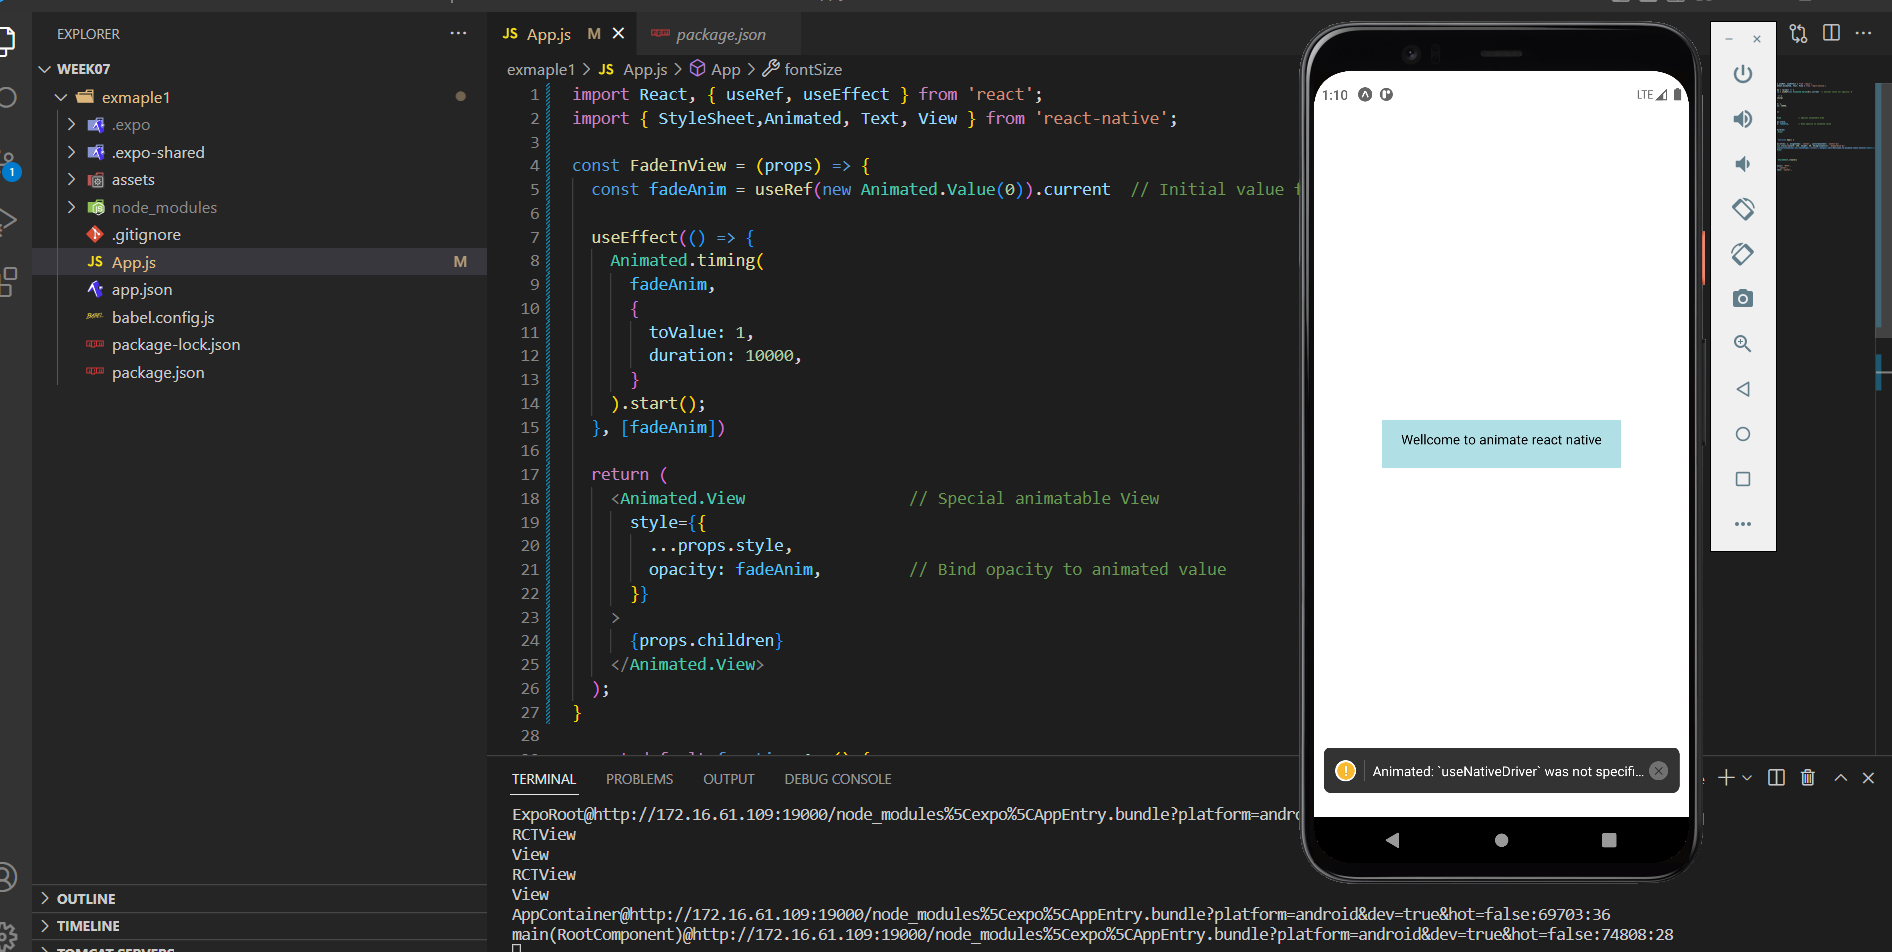 EXPLORER
WEEK07
exmaple1
.expo
.expo-shared
assets
node_modules
.gitignore
JS App.js M
app.json
babel.config.js
package-lock.json
package.json
OUTLINE
TIMELINE
1
JS App.js M
package.json
exmaple1 > JS App.js > App > fontSize
1 import React, { useRef, useEffect } from 'react';
2 import { StyleSheet,Animated, Text, View } from 'react-native';
3
4 const FadeInView = (props) => {
5 const fadeAnim = useRef(new Animated.Value(0)).current // Initial value
6
7 useEffect(() => {
8 Animated.timing(
9 fadeAnim,
10 {
11 toValue: 1,
12 duration: 10000,
13 }
14 ).start();
15 }, [fadeAnim])
16
17 return (
18 <Animated.View // Special animatable View
19 style={{
20 ...props.style,
21 opacity: fadeAnim, // Bind opacity to animated value
22 }}
23 >
24 {props.children}
25 </Animated.View>
26 );
27 }
28
TERMINAL PROBLEMS OUTPUT DEBUG CONSOLE
ExpoRoot@http://172.16.61.109:19000/node_modules%5Cexpo%5CAppEntry.bundle?platform=andro
RCTView
View
RCTView
View
AppContainer@http://172.16.61.109:19000/node_modules%5Cexpo%5CAppEntry.bundle?platform=android&dev=true&hot=false:69703:36
main(RootComponent)@http://172.16.61.109:19000/node_modules%5Cexpo%5CAppEntry.bundle?platform=android&dev=true&hot=false:74808:28
1:10 LTE
Wellcome to animate react native
Animated: `useNativeDriver` was not specifi...